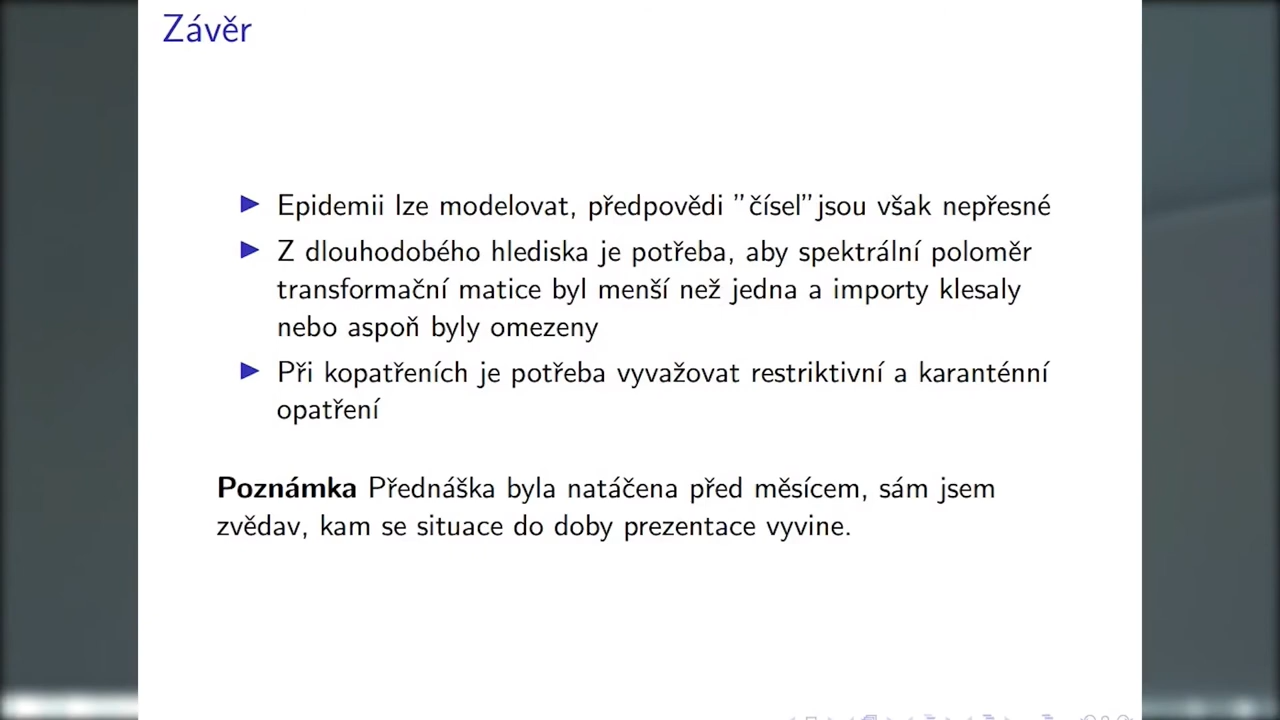 Závěr
Epidemii lze modelovat, předpovědi ”čísel”jsou však nepřesné
Z dlouhodobého hlediska je potřeba, aby spektrální poloměr
transformační matice byl menší než jedna a importy klesaly
nebo aspoň byly omezeny
Při kopatřeních je potřeba vyvažovat restriktivní a karanténní
opatření
Poznámka Přednáška byla natáčena před měsícem, sám jsem
zvědav, kam se situace do doby prezentace vyvine.